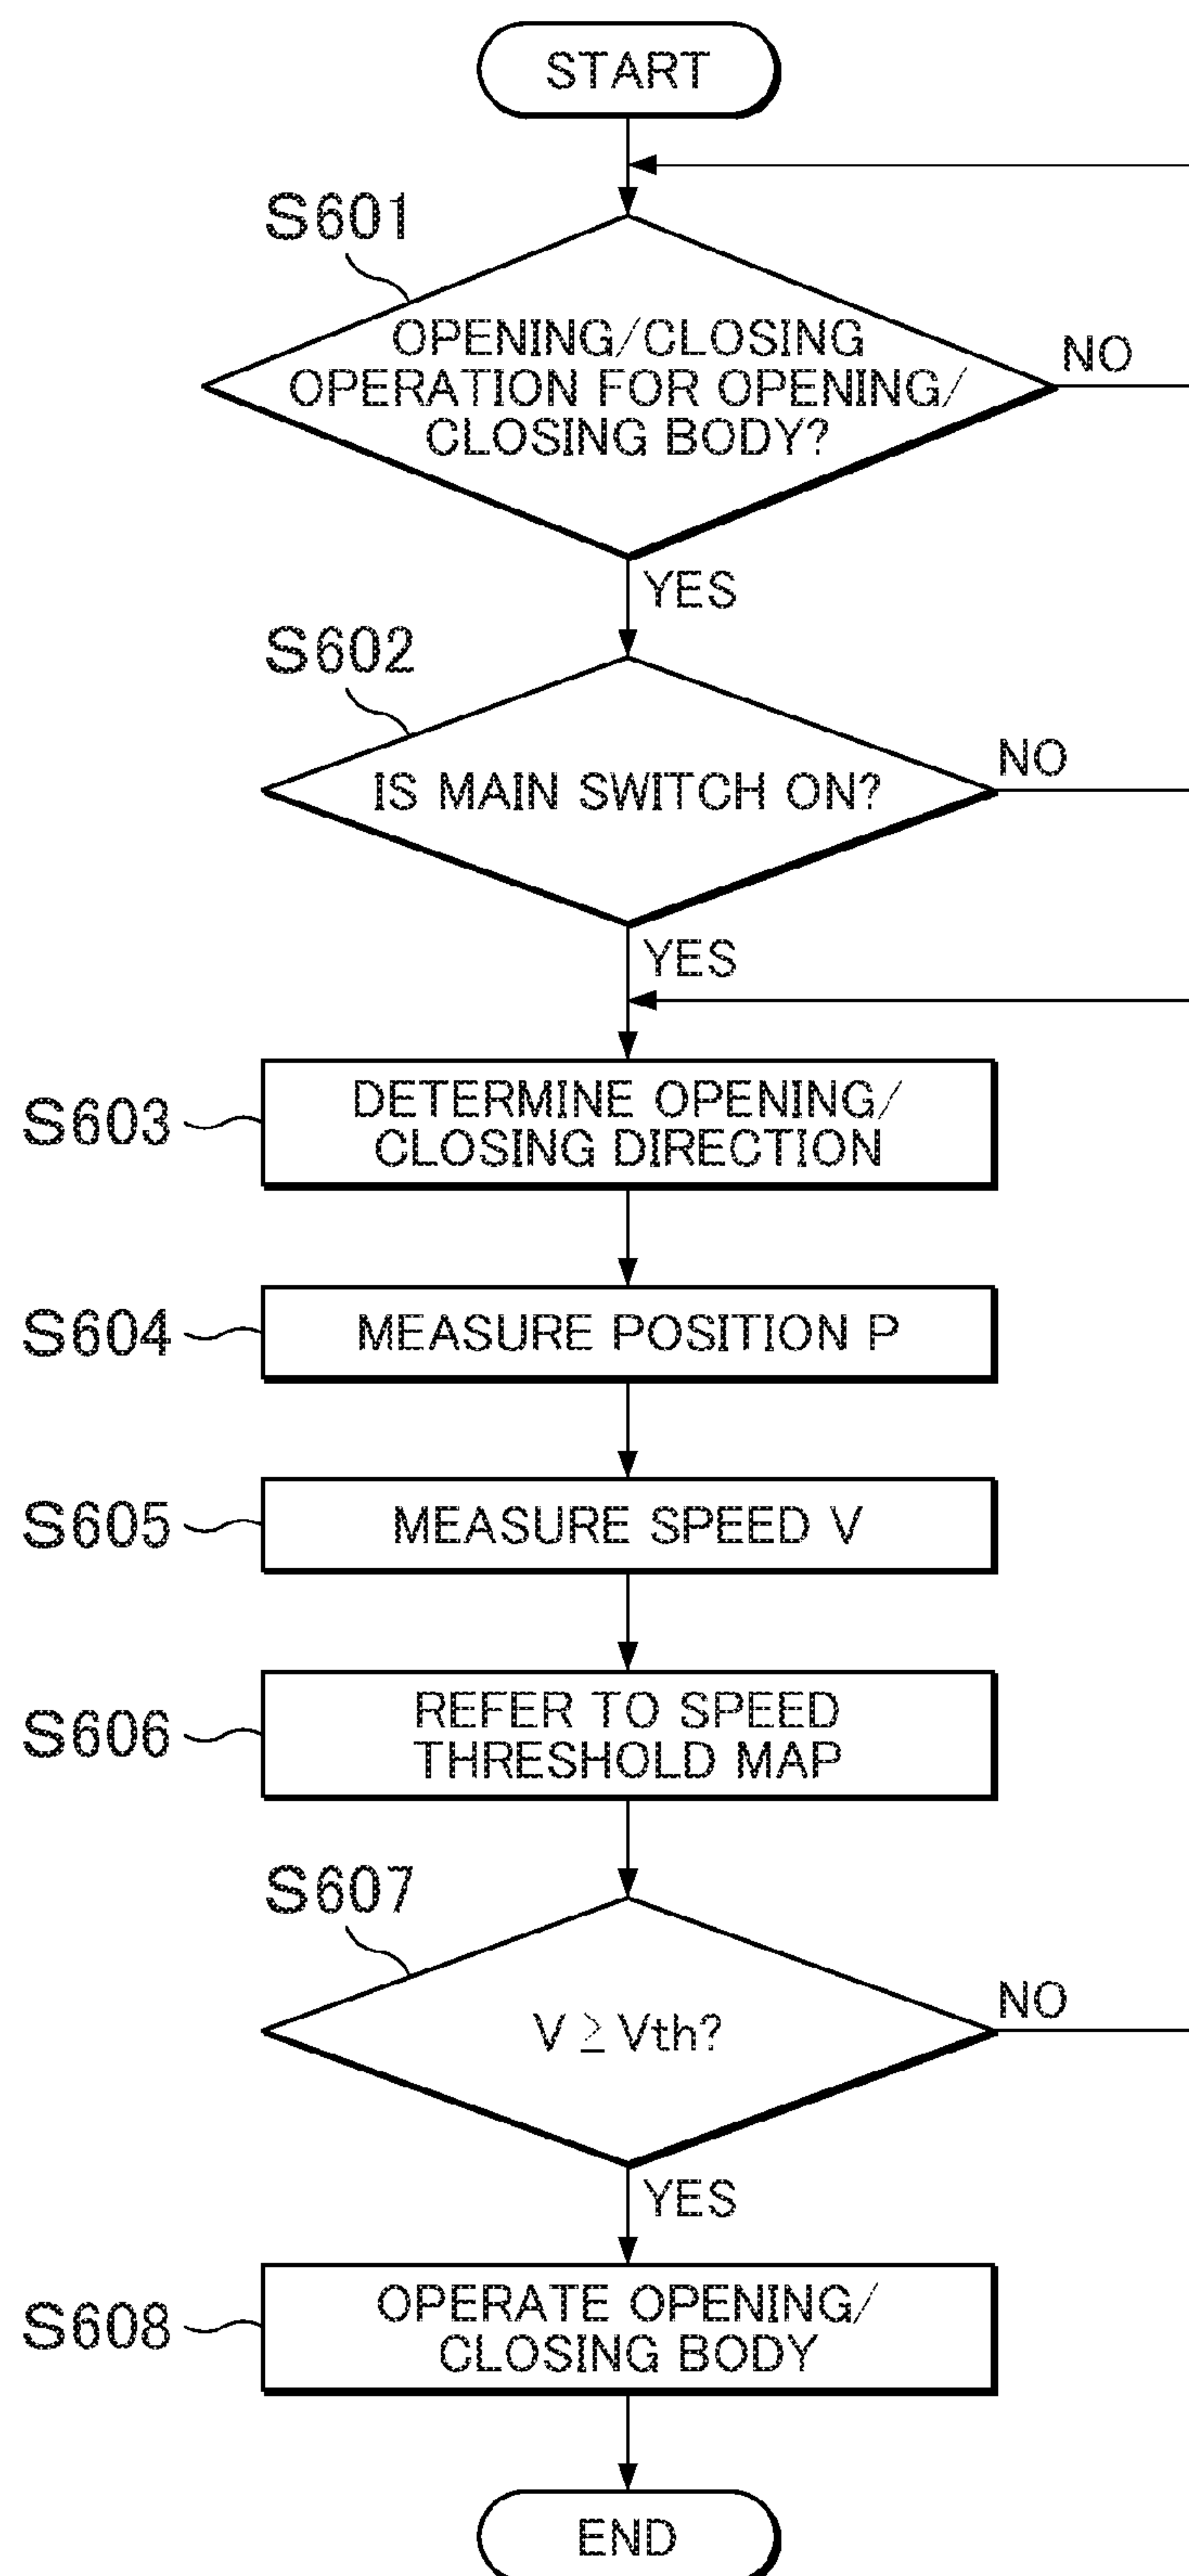 START
S601
OPENING/CLOSING
OPERATION FOR OPENING/
CLOSING BODY?
NO
YES
S602
IS MAIN SWITCH ON?
NO
YES
S603
DETERMINE OPENING/
CLOSING DIRECTION
S604
MEASURE POSITION P
S605
MEASURE SPEED V
S606
REFER TO SPEED
THRESHOLD MAP
S607
V ≥ Vth?
NO
YES
S608
OPERATE OPENING/
CLOSING BODY
END